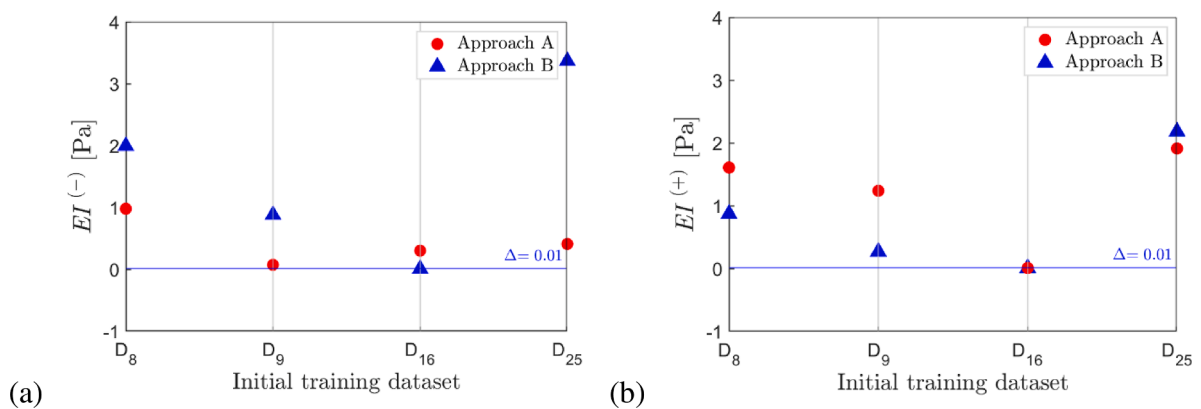 4
3
2
1
0
-1
EI (−) [Pa]
Approach A
Approach B
Δ= 0.01
D8 D9 D16 D25
Initial training dataset
(a)
4
3
2
1
0
-1
EI (+) [Pa]
Approach A
Approach B
Δ= 0.01
D8 D9 D16 D25
Initial training dataset
(b)